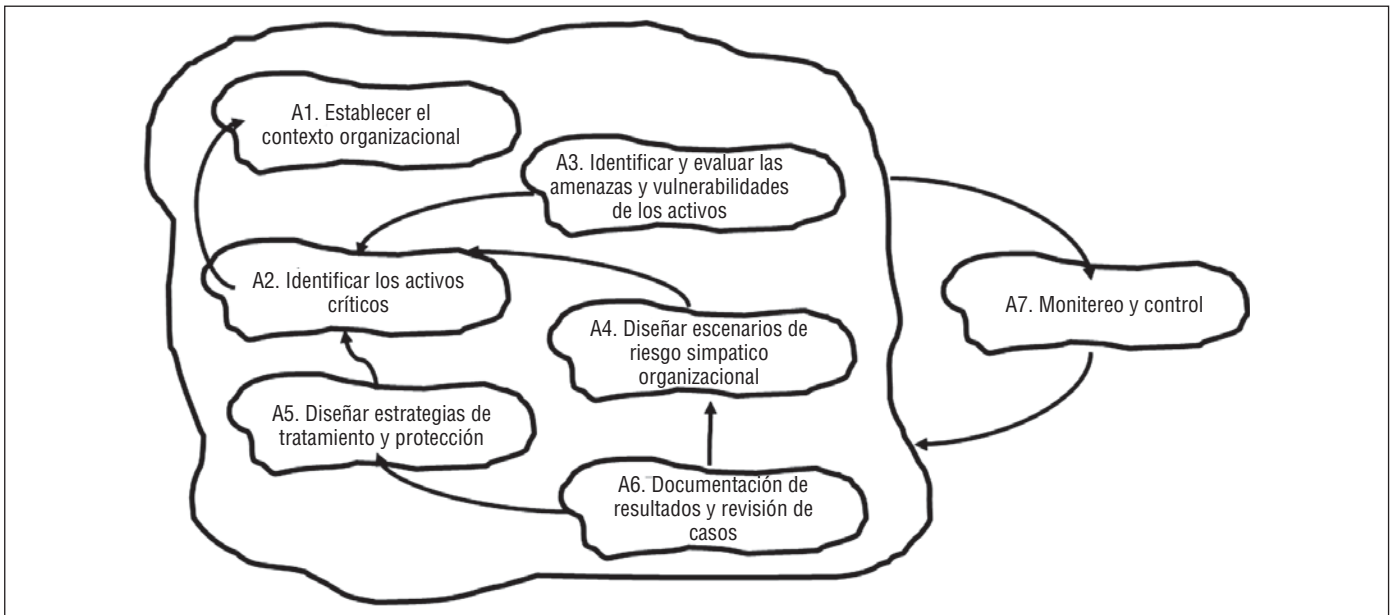 A1. Establecer el
contexto organizacional
A3. Identificar y evaluar las
amenazas y vulnerabilidades
de los activos
A2. Identificar los activos
críticos
A7. Monitereo y control
A4. Diseñar escenarios de
riesgo simpatico
organizacional
A5. Diseñar estrategias de
tratamiento y protección
A6. Documentación de
resultados y revisión de
casos